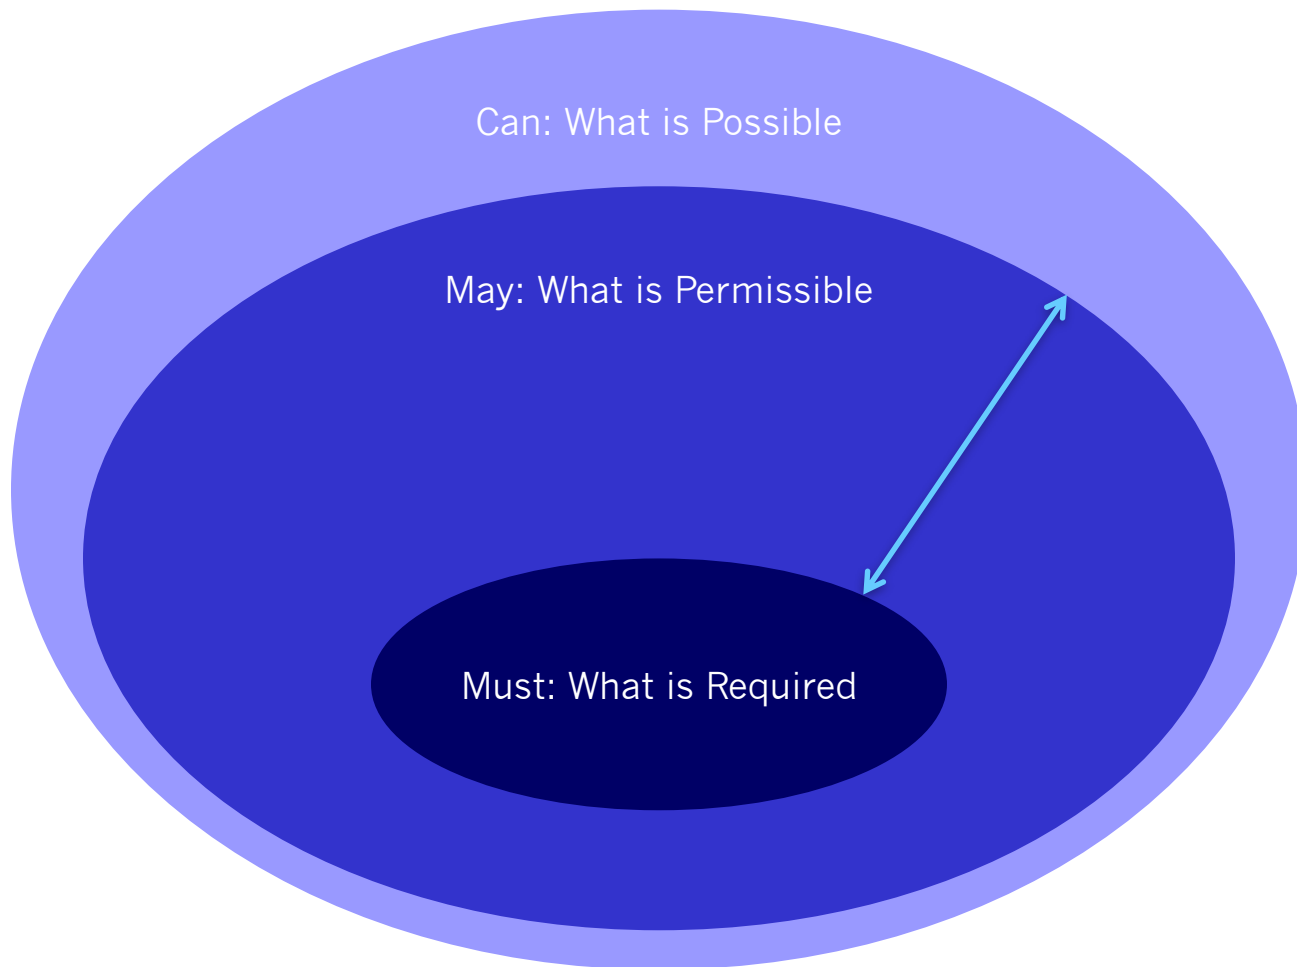 Can: What is Possible
May: What is Permissible
Must: What is Required